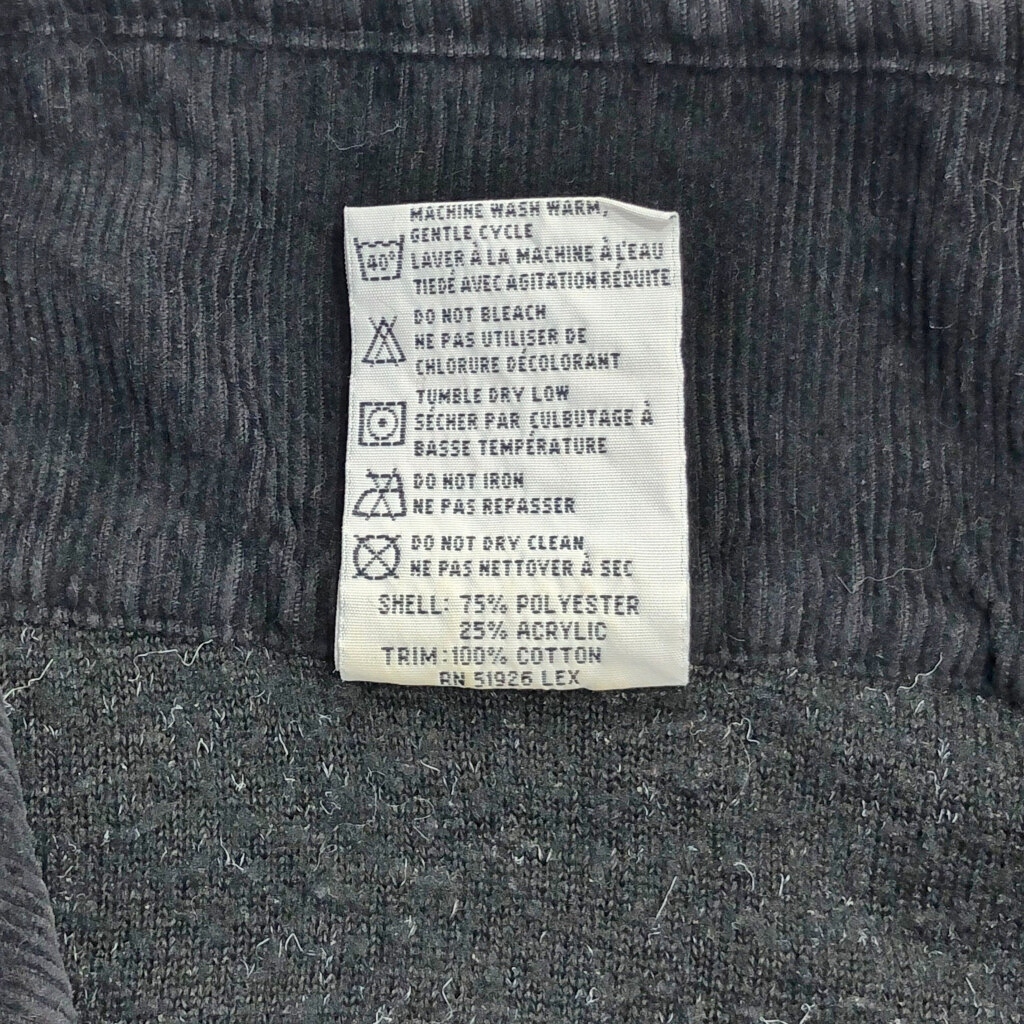 MACHINE WASH WARM,
GENTLE CYCLE
40°
LAVER À LA MACHINE À L'EAU
TIEDÉ AVEC AGITATION RÉDUITE
DO NOT BLEACH
NE PAS UTILISER DE
CHLORURE DÉCOLORANT
TUMBLE DRY LOW
SÉCHER PAR CULBUTAGE À
BASSE TEMPÉRATURE
DO NOT IRON
NE PAS REPASSER
DO NOT DRY CLEAN
NE PAS NETTOYER À SEC
SHELL: 75% POLYESTER
25% ACRYLIC
TRIM: 100% COTTON
RN 51926 LEX